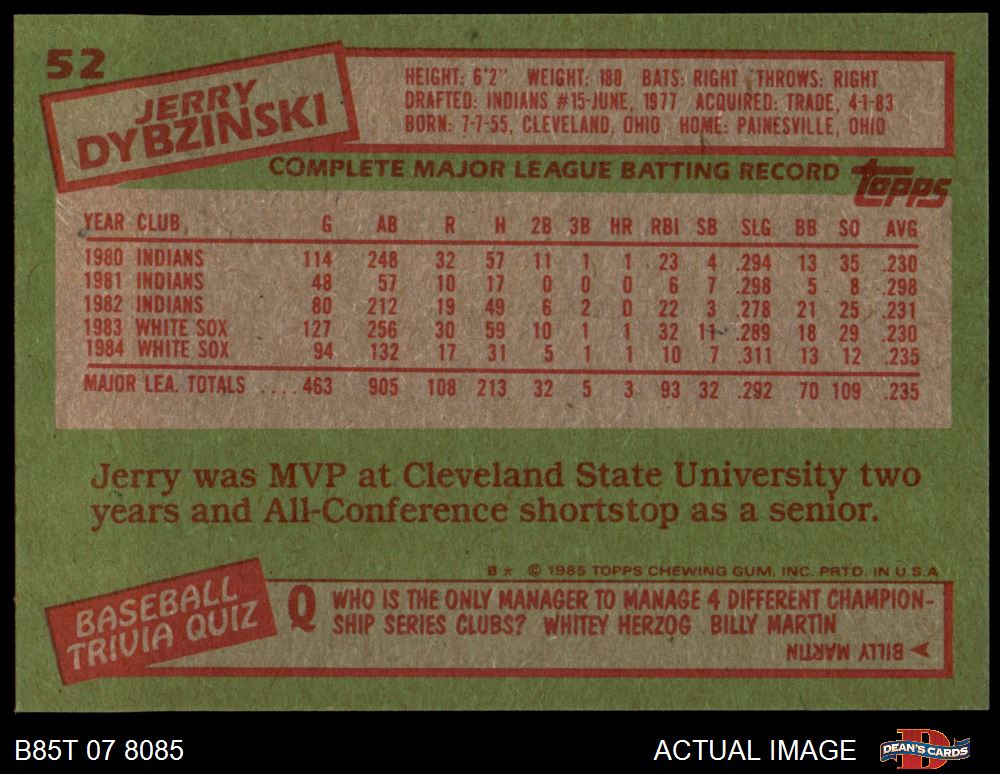 52
JERRY
DYBZINSKI
HEIGHT: 6'2" WEIGHT: 180 BATS: RIGHT THROWS: RIGHT
DRAFTED: INDIANS #15-JUNE, 1977 ACQUIRED: TRADE, 4-1-83
BORN: 7-7-55, CLEVELAND, OHIO HOME: PAINESVILLE, OHIO
COMPLETE MAJOR LEAGUE BATTING RECORD
Topps
YEAR CLUB G AB R H 2B 3B HR RBI SB SLG BB SO AVG
1980 INDIANS 114 248 32 57 11 1 1 23 4 .294 13 35 .230
1981 INDIANS 48 57 10 17 0 0 0 6 7 .298 5 8 .298
1982 INDIANS 80 212 19 49 6 2 0 22 3 .278 21 25 .231
1983 WHITE SOX 127 256 30 59 10 1 1 32 11 .289 18 29 .230
1984 WHITE SOX 94 132 17 31 5 1 1 10 7 .311 13 12 .235
MAJOR LEA. TOTALS ....463 905 108 213 32 5 3 93 32 .292 70 109 .235
Jerry was MVP at Cleveland State University two
years and All-Conference shortstop as a senior.
B* © 1985 TOPPS CHEWING GUM, INC. PRTD. IN U.S.A
BASEBALL
TRIVIA QUIZ
Q WHO IS THE ONLY MANAGER TO MANAGE 4 DIFFERENT CHAMPION-
SHIP SERIES CLUBS? WHITEY HERZOG BILLY MARTIN
BILLY MARTIN
B85T 07 8085
ACTUAL IMAGE
DEAN'S CARDS